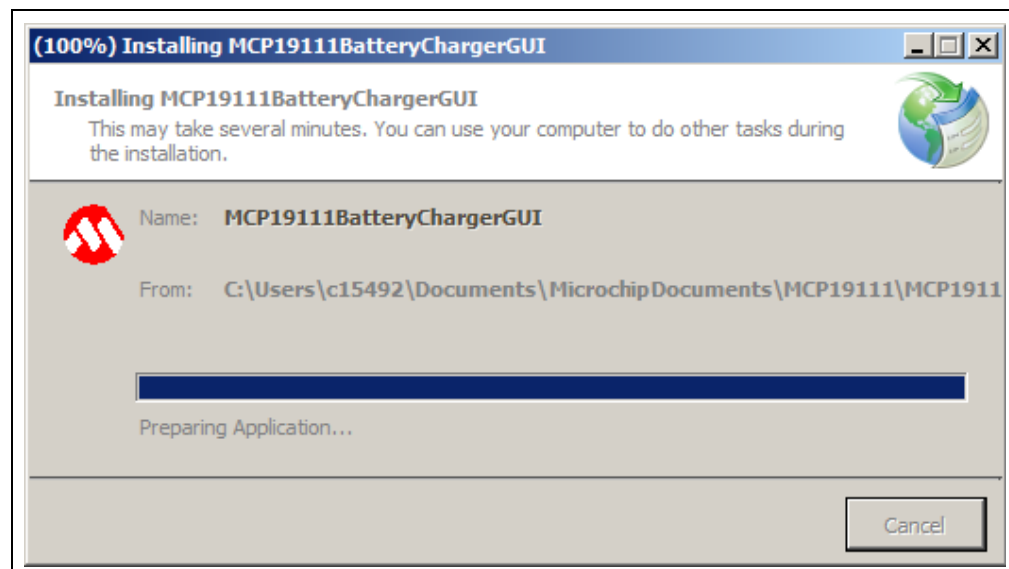 (100%) Installing MCP19111BatteryChargerGUI
Installing MCP19111BatteryChargerGUI
This may take several minutes. You can use your computer to do other tasks during
the installation.
Name: MCP19111BatteryChargerGUI
From: C:\Users\c15492\Documents\MicrochipDocuments\MCP19111\MCP1911
Preparing Application...
Cancel